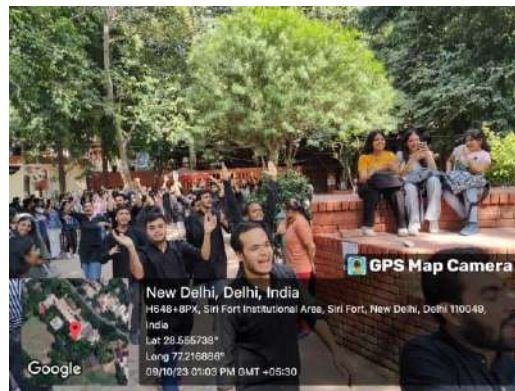 GPS Map Camera
New Delhi, Delhi, India
H648+8PX, Siri Fort Institutional Area, Siri Fort, New Delhi, Delhi 110049,
India
Lat 28.555738°
Long 77.216886°
09/10/23 01:03 PM GMT +05:30
Google